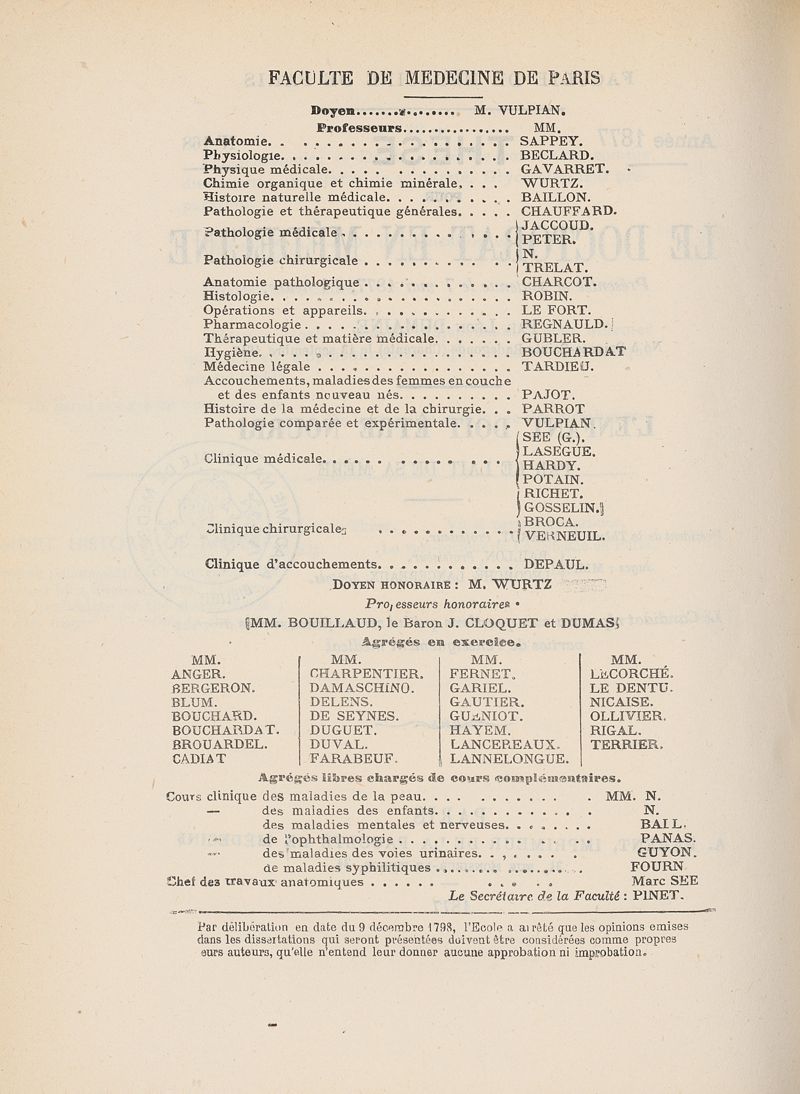 FACULTE DE MEDECINE DE PARIS
Doyen................ M. VULPIAN.
Professeurs................. MM.
Anatomie. . . . . . . . . . . . . . . . . SAPPEY.
Physiologie. . . . . . . . . . . . . . . . BECLARD.
Physique médicale. . . . . . . . . . . . . GAVARRET.
Chimie organique et chimie minérale. . . . WURTZ.
Histoire naturelle médicale. . . . . . . . . . BAILLON.
Pathologie et thérapeutique générales. . . . . CHAUFFARD.
Pathologie médicale . . . . . . . . . . . . { JACCOUD.
PETER.
Pathologie chirurgicale . . . . . . . . . . . { N.
TRELAT.
Anatomie pathologique . . . . . . . . . . . CHARCOT.
Histologie. . . . . . . . . . . . . . . . . ROBIN.
Opérations et appareils. . . . . . . . . . . LE FORT.
Pharmacologie . . . . . . . . . . . . . . . REGNAULD.
Thérapeutique et matière médicale. . . . . . . GUBLER.
Hygiène. . . . . . . . . . . . . . . . . . BOUCHARDAT
Médecine légale . . . . . . . . . . . . . . TARDIEU.
Accouchements, maladies des femmes en couche
et des enfants nouveau nés. . . . . . . . . . PAJOT.
Histoire de la médecine et de la chirurgie. . . PARROT
Pathologie comparée et expérimentale. . . . . VULPIAN.
Clinique médicale. . . . . . . . . . . . . { SEE (G.).
LASEGUE.
HARDY.
POTAIN.
Clinique chirurgicale . . . . . . . . . . . . { RICHET.
GOSSELIN.
BROCA.
VERNEUIL.
Clinique d'accouchements. . . . . . . . . . . DEPAUL.
DOYEN HONORAIRE : M. WURTZ
Professeurs honoraires
MM. BOUILLAUD, le Baron J. CLOQUET et DUMAS
Agrégés en exercice.
MM. MM. MM. MM.
ANGER. CHARPENTIER. FERNET. LECORCHÉ.
BERGERON. DAMASCHINO. GARIEL. LE DENTU.
BLUM. DELENS. GAUTIER. NICAISE.
BOUCHARD. DE SEYNES. GUENIOT. OLLIVIER.
BOUCHARDAT. DUGUET. HAYEM. RIGAL.
BROUARDEL. DUVAL. LANCEREAUX. TERRIER.
CADIAT FARABEUF. LANNELONGUE.
Agrégés libres chargés de cours complémentaires.
Cours clinique des maladies de la peau. . . . . . . . . . MM. N.
— des maladies des enfants. . . . . . . . . . . N.
des maladies mentales et nerveuses. . . . . . . . BALL.
— de l'ophthalmologie . . . . . . . . . . . . . PANAS.
— des maladies des voies urinaires. . . . . . . GUYON.
de maladies syphilitiques . . . . . . . . . . . FOURN
Chef des travaux anatomiques . . . . . . . . . . Marc SEE
Le Secrétaire de la Faculté : PINET.
Par délibération en date du 9 décembre 1798, l'Ecole a arrêté que les opinions emises
dans les dissertations qui seront présentées doivent être considérées comme propres
eurs auteurs, qu'elle n'entend leur donner aucune approbation ni improbation.